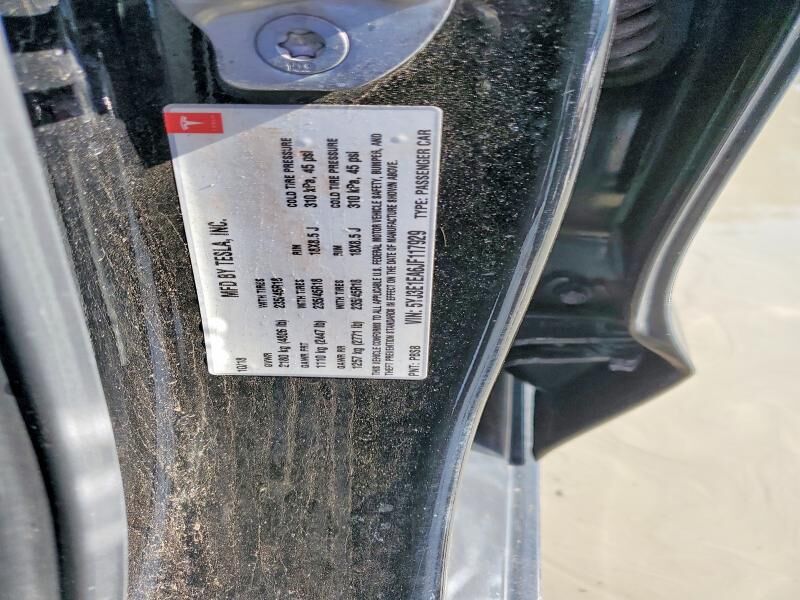 MFD BY TESLA, INC.
10/18
GVWR WITH TIRES RIM COLD TIRE PRESSURE
2180 kg (4806 lb) 235/45R18 18X8.5 J 310 kPa, 45 psi
GAWR FRT WITH TIRES RIM COLD TIRE PRESSURE
1119 kg (2447 lb) 235/45R18 18X8.5 J 310 kPa, 45 psi
GAWR RR
1257 kg (2771 lb) 235/45R18
THIS VEHICLE CONFORMS TO ALL APPLICABLE U.S. FEDERAL MOTOR VEHICLE SAFETY, BUMPER, AND
THEFT PREVENTION STANDARDS IN EFFECT ON THE DATE OF MANUFACTURE SHOWN ABOVE.
VIN: 5YJ3E1EA6JF117929 TYPE: PASSENGER CAR
PNT: PBSB